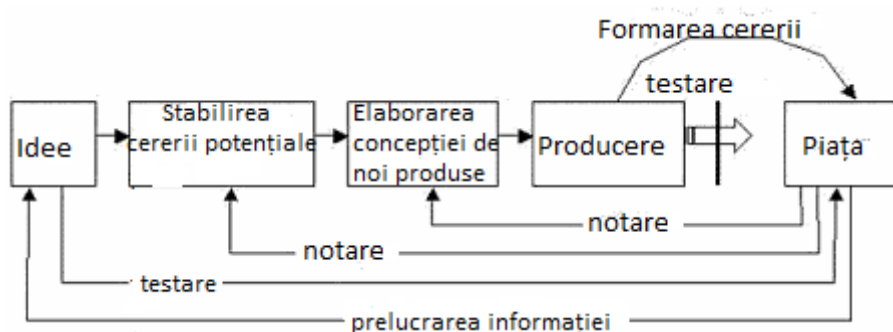 Formarea cererii
testare
Idee
Stabilirea
cererii potențiale
Elaborarea
concepției de
noi produse
Producere
Piața
notare
notare
testare
prelucrarea informației